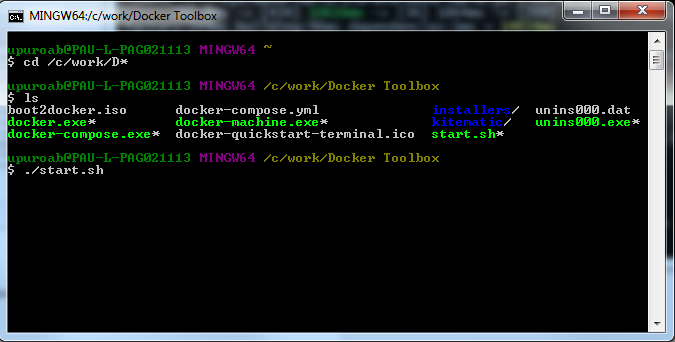 MINGW64:/c/work/Docker Toolbox
upuroab@PAU-L-PAG021113 MINGW64 ~
$ cd /c/work/D*
upuroab@PAU-L-PAG021113 MINGW64 /c/work/Docker Toolbox
$ ls
boot2docker.iso docker-compose.yml installers/ unins000.dat
docker.exe* docker-machine.exe* kitematic/ unins000.exe*
docker-compose.exe* docker-quickstart-terminal.ico start.sh*
upuroab@PAU-L-PAG021113 MINGW64 /c/work/Docker Toolbox
$ ./start.sh